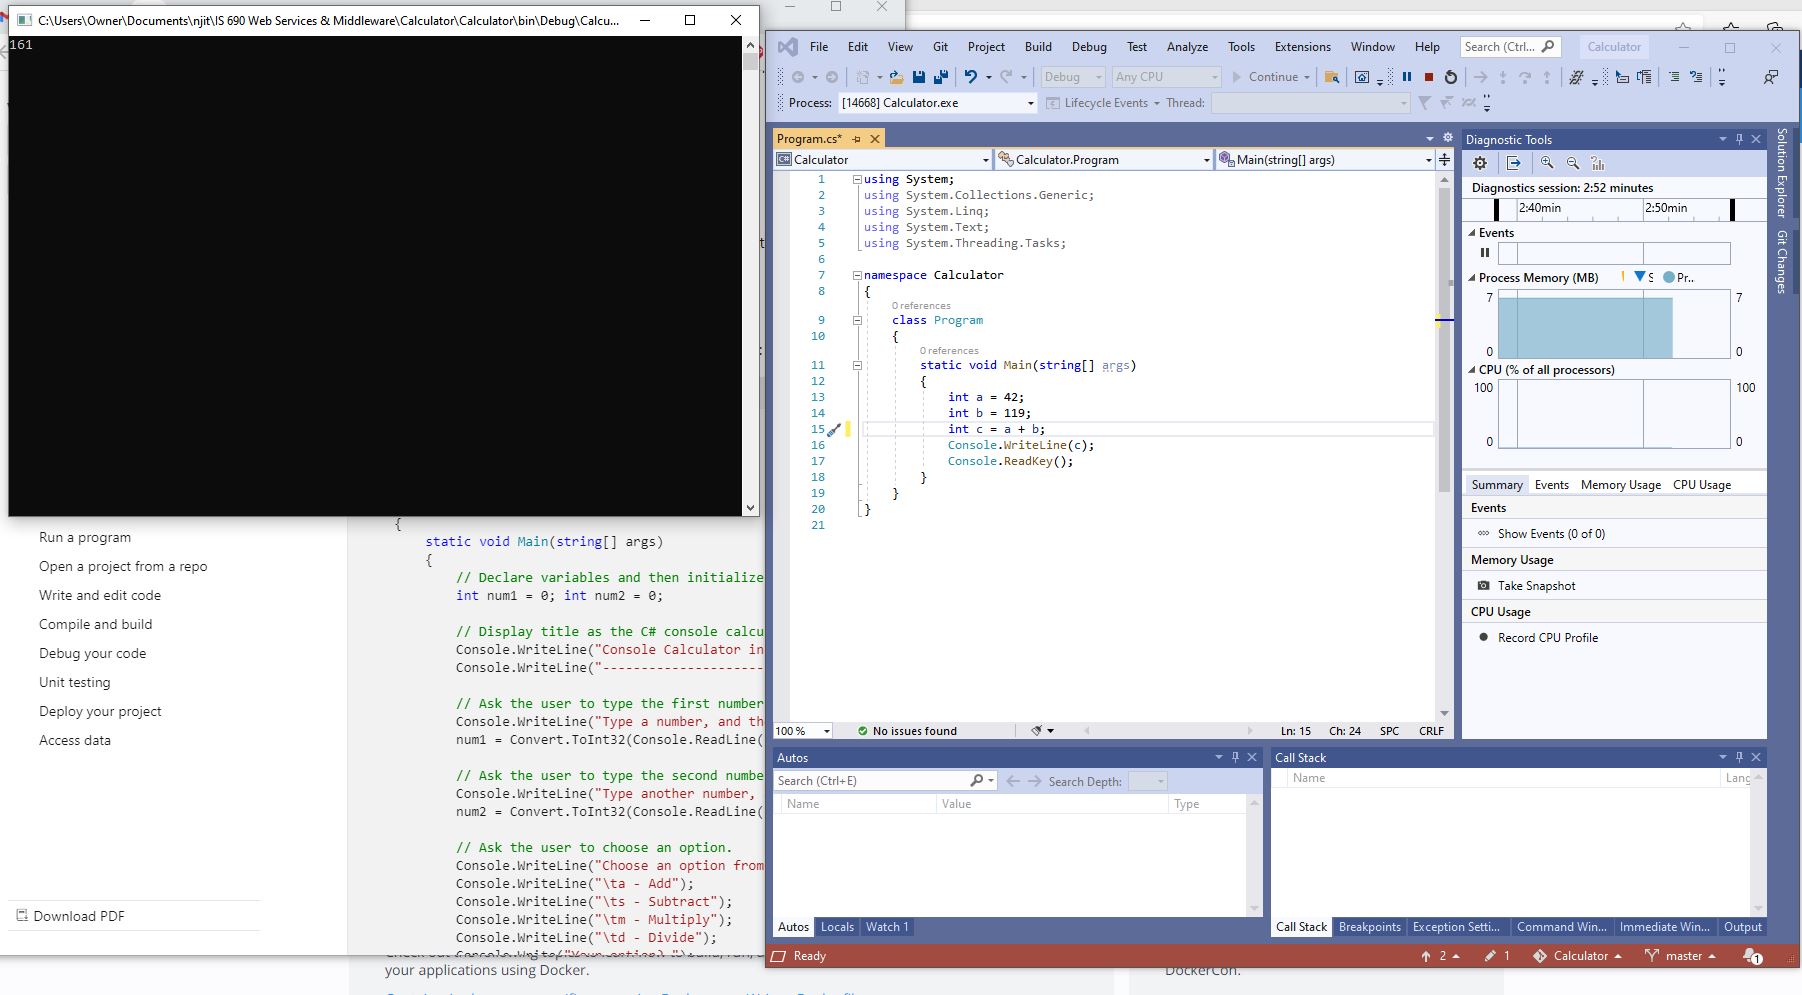 C:\Users\Owner\Documents\njit\IS 690 Web Services & Middleware\Calculator\Calculator\bin\Debug\Calcu...
161
File Edit View Git Project Build Debug Test Analyze Tools Extensions Window Help Search (Ctrl... Calculator
Debug Any CPU Continue
Process: [14668] Calculator.exe Lifecycle Events Thread:
Program.cs*
Calculator Calculator.Program Main(string[] args)
1 using System;
2 using System.Collections.Generic;
3 using System.Linq;
4 using System.Text;
5 using System.Threading.Tasks;
6
7 namespace Calculator
8 {
0 references
9 class Program
10 {
0 references
11 static void Main(string[] args)
12 {
13 int a = 42;
14 int b = 119;
15 int c = a + b;
16 Console.WriteLine(c);
17 Console.ReadKey();
18 }
19 }
20 }
21
100 % No issues found Ln: 15 Ch: 24 SPC CRLF
Diagnostic Tools
Diagnostics session: 2:52 minutes
2:40min 2:50min
Events
Process Memory (MB) S Pr...
7 7
0 0
CPU (% of all processors)
100 100
0 0
Summary Events Memory Usage CPU Usage
Events
Show Events (0 of 0)
Memory Usage
Take Snapshot
CPU Usage
Record CPU Profile
Solution Explorer
Git Changes
Autos
Search (Ctrl+E) Search Depth:
Name Value Type
Autos Locals Watch 1
Call Stack
Name Lang
Call Stack Breakpoints Exception Setti... Command Win... Immediate Win... Output
Ready 2 1 Calculator master 1
Run a program
Open a project from a repo
Write and edit code
Compile and build
Debug your code
Unit testing
Deploy your project
Access data
Download PDF
{
static void Main(string[] args)
{
// Declare variables and then initialize
int num1 = 0; int num2 = 0;
// Display title as the C# console calcu
Console.WriteLine("Console Calculator in
Console.WriteLine("---------------------
// Ask the user to type the first number
Console.WriteLine("Type a number, and th
num1 = Convert.ToInt32(Console.ReadLine(
// Ask the user to type the second numbe
Console.WriteLine("Type another number,
num2 = Convert.ToInt32(Console.ReadLine(
// Ask the user to choose an option.
Console.WriteLine("Choose an option from
Console.WriteLine("\ta - Add");
Console.WriteLine("\ts - Subtract");
Console.WriteLine("\tm - Multiply");
Console.WriteLine("\td - Divide");
your applications using Docker.
DockerCon.